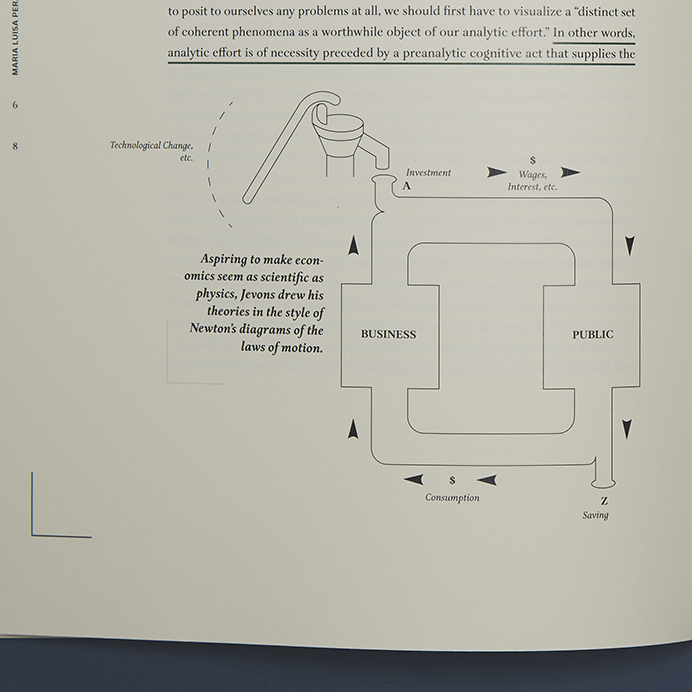 to posit to ourselves any problems at all, we should first have to visualize a “distinct set
of coherent phenomena as a worthwhile object of our analytic effort.” In other words,
analytic effort is of necessity preceded by a preanalytic cognitive act that supplies the
MARIA LUISA
6
8
Technological Change,
etc.
Investment
A
$
Wages,
Interest, etc.
Aspiring to make econ-
omics seem as scientific as
physics, Jevons drew his
theories in the style of
Newton’s diagrams of the
laws of motion.
BUSINESS
PUBLIC
$
Consumption
Z
Saving